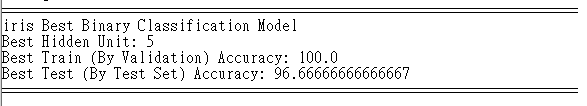 iris Best Binary Classification Model
Best Hidden Unit: 5
Best Train (By Validation) Accuracy: 100.0
Best Test (By Test Set) Accuracy: 96.66666666666667